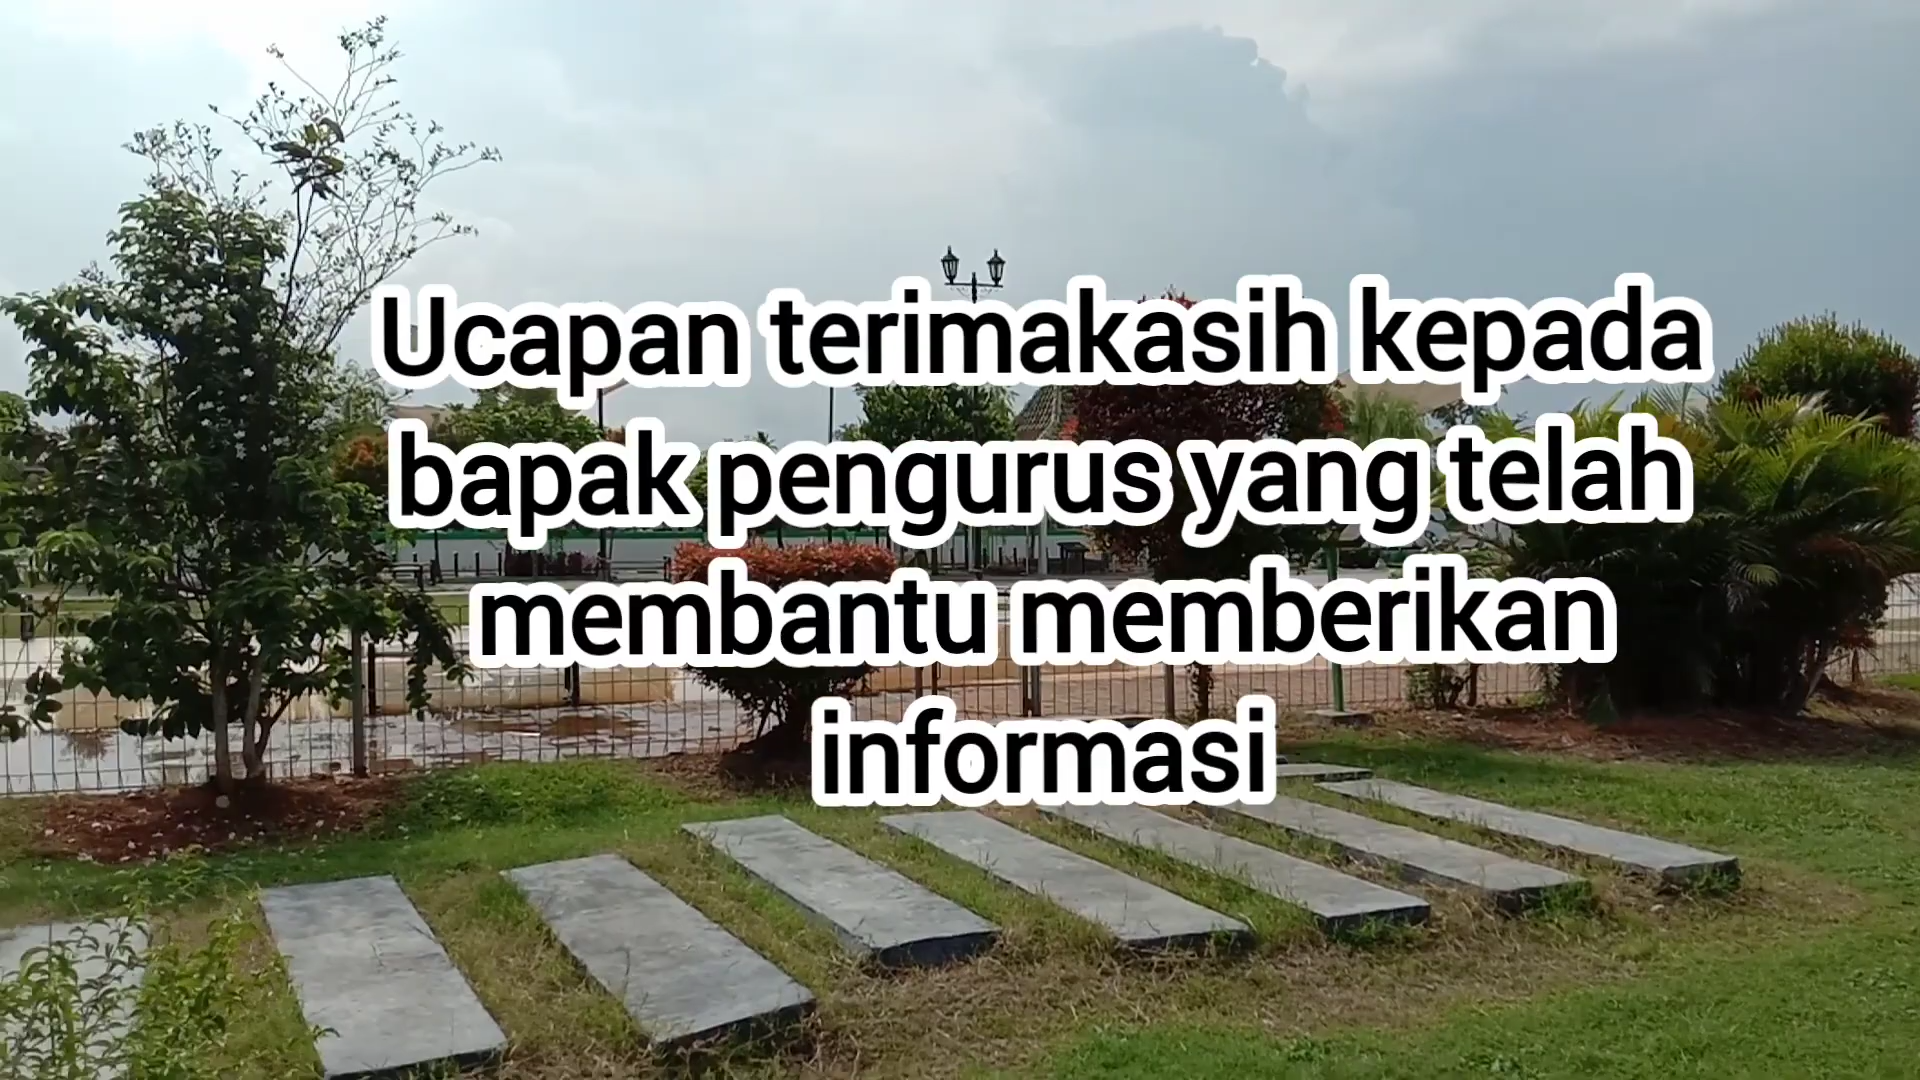 Ucapan terimakasih kepada
bapak pengurus yang telah
membantu memberikan
informasi